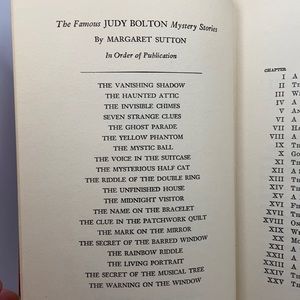 The Famous JUDY BOLTON Mystery Stories
By MARGARET SUTTON
In Order of Publication
THE VANISHING SHADOW
THE HAUNTED ATTIC
THE INVISIBLE CHIMES
SEVEN STRANGE CLUES
THE GHOST PARADE
THE YELLOW PHANTOM
THE MYSTIC BALL
THE VOICE IN THE SUITCASE
THE MYSTERIOUS HALF CAT
THE RIDDLE OF THE DOUBLE RING
THE UNFINISHED HOUSE
THE MIDNIGHT VISITOR
THE NAME ON THE BRACELET
THE CLUE IN THE PATCHWORK QUILT
THE MARK ON THE MIRROR
THE SECRET OF THE BARRED WINDOW
THE RAINBOW RIDDLE
THE LIVING PORTRAIT
THE SECRET OF THE MUSICAL TREE
THE WARNING ON THE WINDOW
CHAPTER
I
II
III
IV
V
VI
VII
VIII
IX
X
XI
XII
XIII
XIV
XV
XVI
XVII
XVIII
XIX
XX
XXI
XXII
XXIII
XXIV
XXV